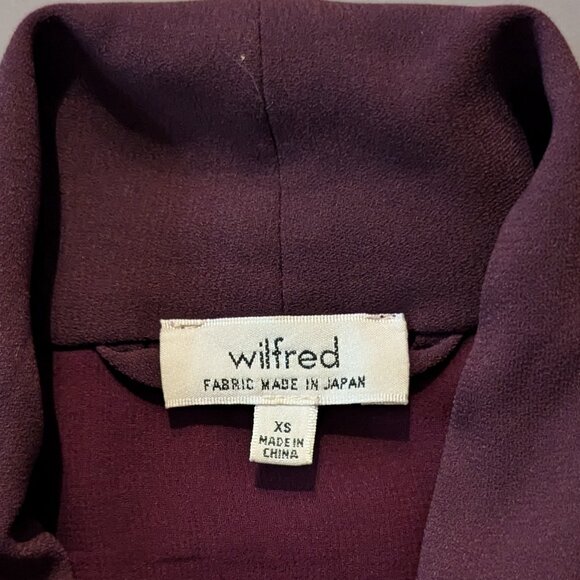 wilfred
FABRIC MADE IN JAPAN
XS
MADE IN
CHINA